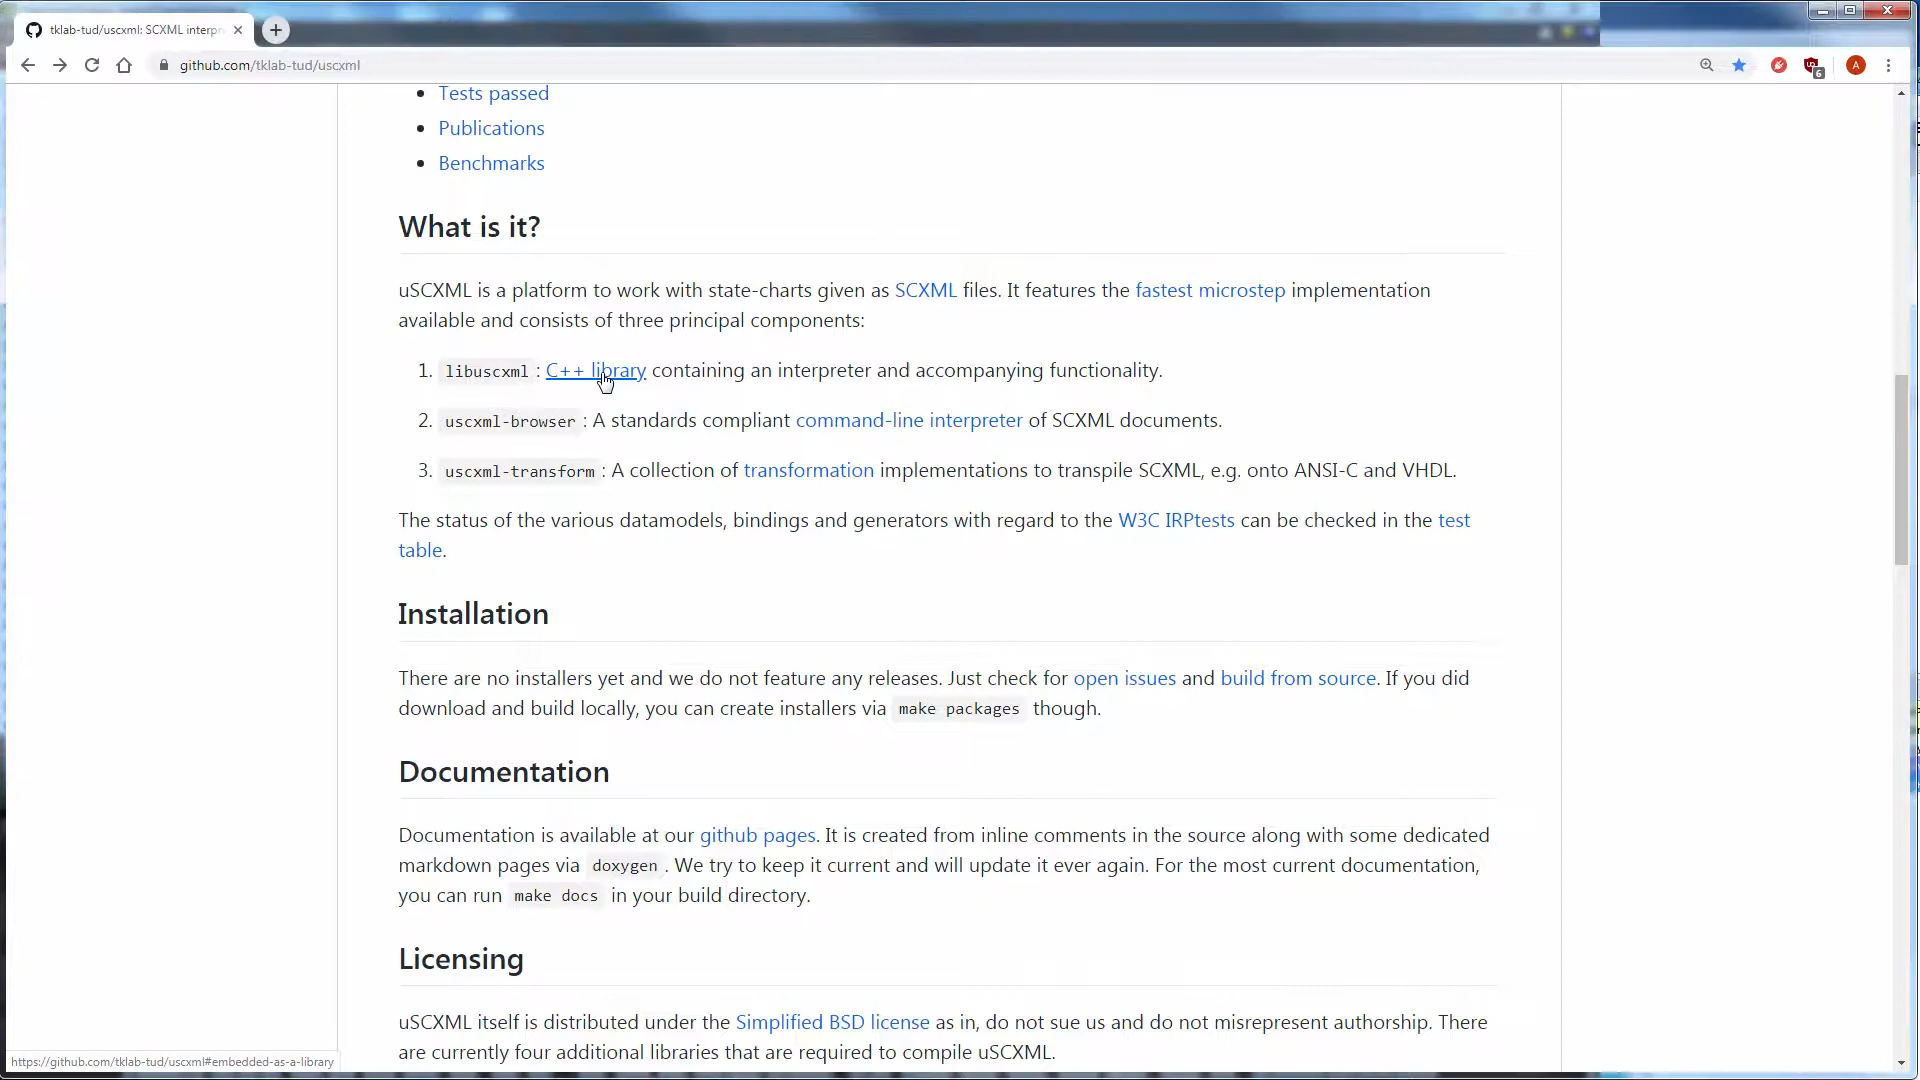 tklab-tud/uscxml: SCXML interpr
github.com/tklab-tud/uscxml
6
A
Tests passed
Publications
Benchmarks
What is it?
uSCXML is a platform to work with state-charts given as SCXML files. It features the fastest microstep implementation
available and consists of three principal components:
1. libuscxml : C++ library containing an interpreter and accompanying functionality.
2. uscxml-browser : A standards compliant command-line interpreter of SCXML documents.
3. uscxml-transform : A collection of transformation implementations to transpile SCXML, e.g. onto ANSI-C and VHDL.
The status of the various datamodels, bindings and generators with regard to the W3C IRPtests can be checked in the test
table.
Installation
There are no installers yet and we do not feature any releases. Just check for open issues and build from source. If you did
download and build locally, you can create installers via make packages though.
Documentation
Documentation is available at our github pages. It is created from inline comments in the source along with some dedicated
markdown pages via doxygen . We try to keep it current and will update it ever again. For the most current documentation,
you can run make docs in your build directory.
Licensing
uSCXML itself is distributed under the Simplified BSD license as in, do not sue us and do not misrepresent authorship. There
are currently four additional libraries that are required to compile uSCXML.
https://github.com/tklab-tud/uscxml#embedded-as-a-library